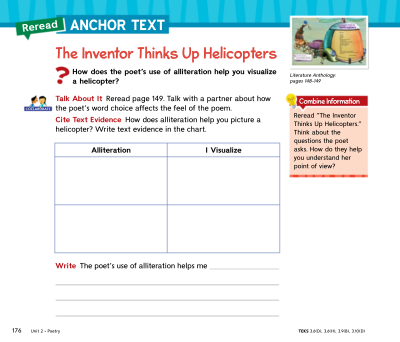 Reread ANCHOR TEXT
The Inventor Thinks Up Helicopters
? How does the poet's use of alliteration help you visualize
a helicopter?
Literature Anthology:
pages 148–149
Talk About It Reread page 149. Talk with a partner about how
the poet's word choice affects the feel of the poem.
COLLABORATE
Cite Text Evidence How does alliteration help you picture a
helicopter? Write text evidence in the chart.
Combine Information
Reread "The Inventor
Thinks Up Helicopters."
Think about the
questions the poet
asks. How do they help
you understand her
point of view?
Alliteration I Visualize
Write The poet's use of alliteration helps me
176 Unit 2 • Poetry
TEKS 3.6(D), 3.6(H), 3.9(B), 3.10(D)